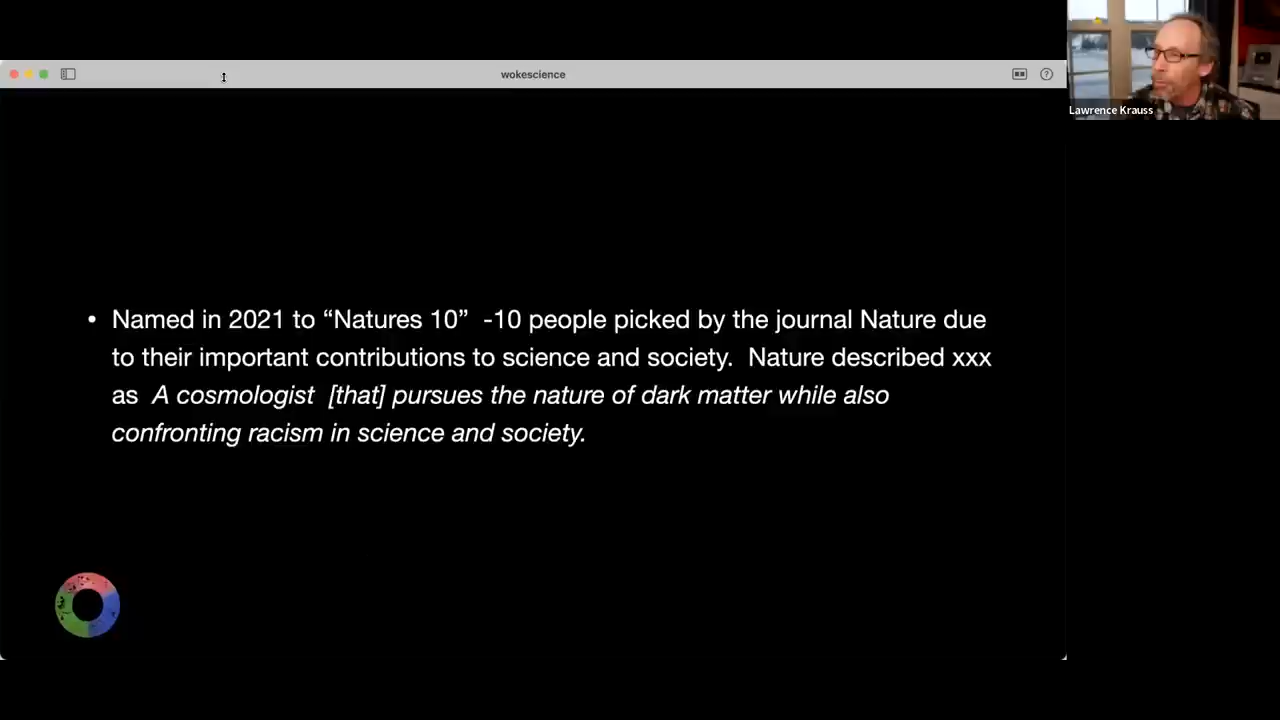 wokescience
Lawrence Krauss
• Named in 2021 to “Natures 10”  -10 people picked by the journal Nature due
to their important contributions to science and society.  Nature described xxx
as  A cosmologist  [that] pursues the nature of dark matter while also
confronting racism in science and society.